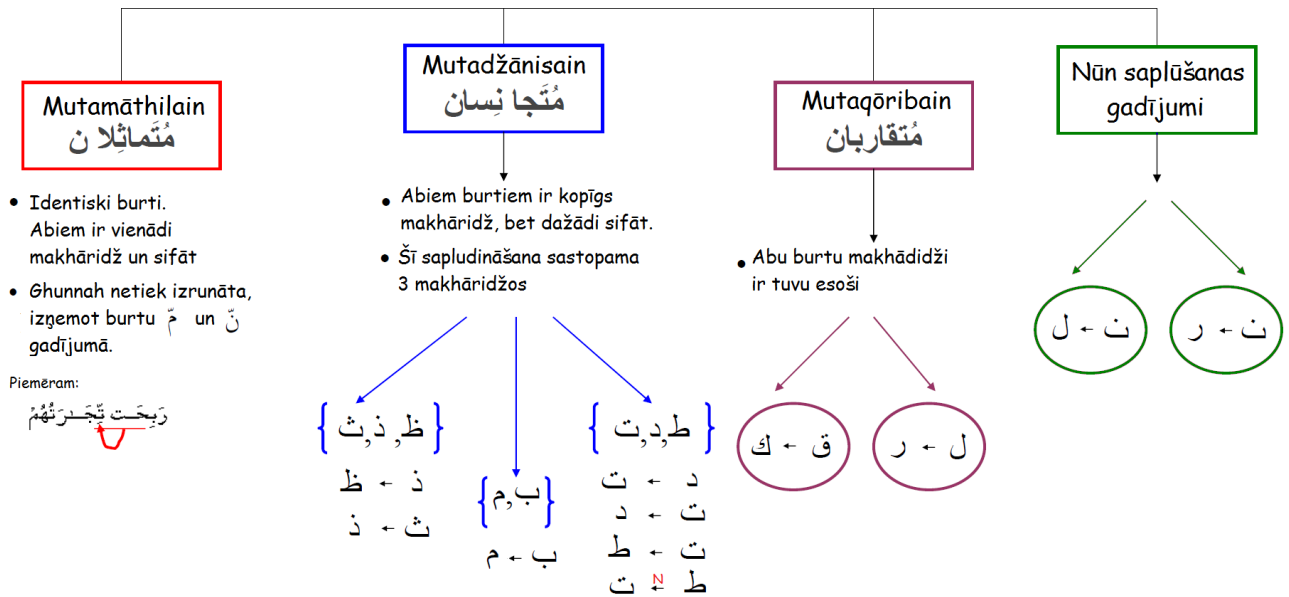 Mutamāthilain
مُتَماثِلا ن
Identiski burti.
Abiem ir vienādi
makhāridž un sifāt
Ghunnah netiek izrunāta,
izņemot burtu مّ un نّ
gadījumā.
Piemēram:
رَبِحَـت تِّجَـٰرَتُهُمْ
Mutadžānisain
مُتَجا نِسان
Abiem burtiem ir kopīgs
makhāridž, bet dažādi sifāt.
Šī sapludināšana sastopama
3 makhāridžos
{ظ, ذ,ث}
ذ ← ظ
ث ← ذ
{ب,م}
ب ← م
{ط,د,ت}
د ← ت
ت ← د
ت ← ط
ط ← ت
N
Mutaqōribain
مُتقاربان
Abu burtu makhādidži
ir tuvu esoši
ق ← ك
ل ← ر
Nūn saplūšanas
gadījumi
ن ← ل
ن ← ر